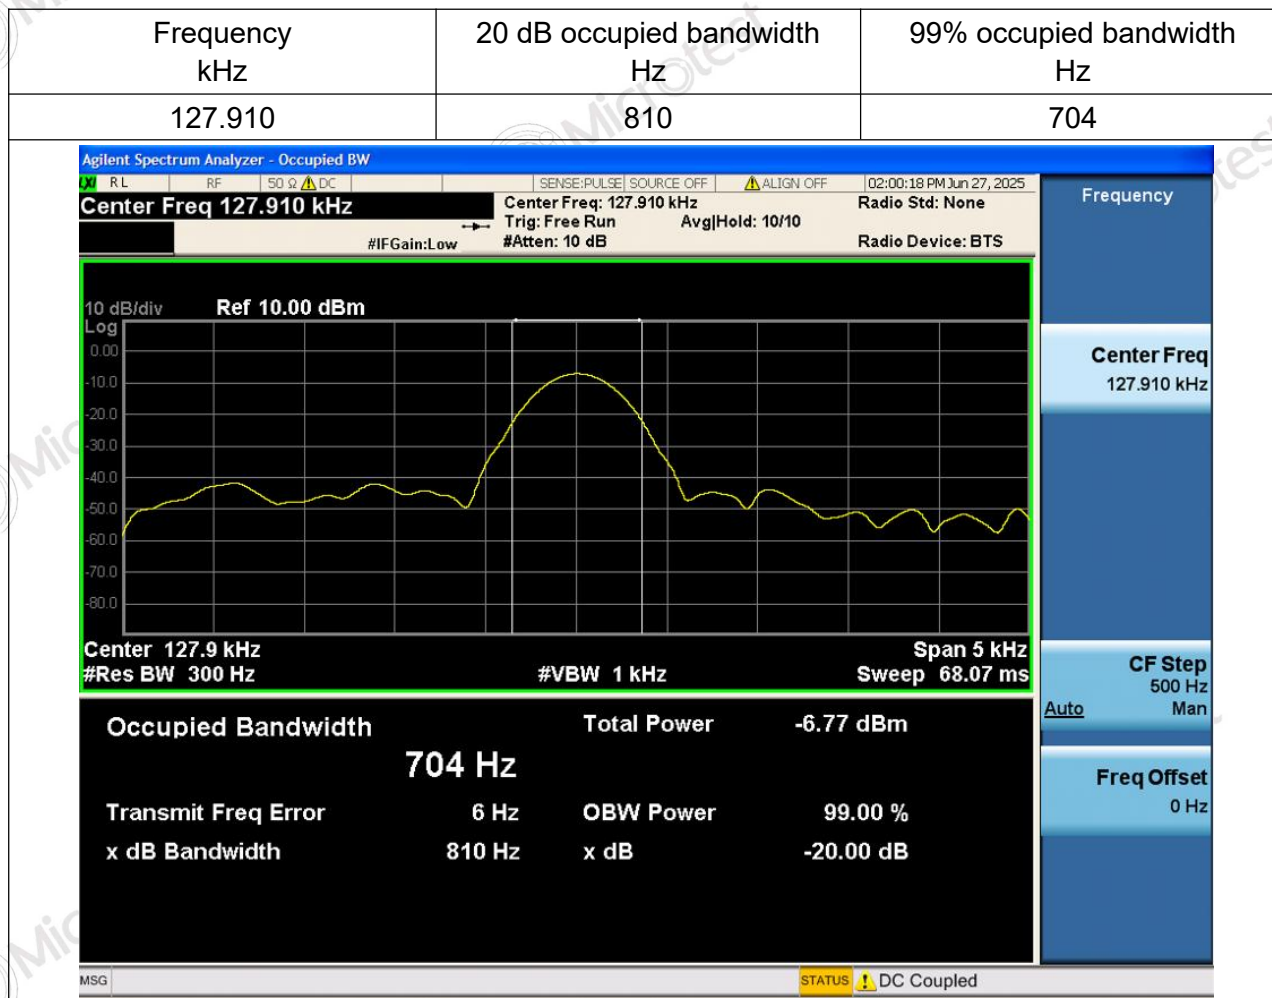 Frequency 20 dB occupied bandwidth 99% occupied bandwidth
kHz Hz Hz
127.910 810 704
Microtest
Agilent Spectrum Analyzer - Occupied BW
LXI RL RF 50 Ω DC SENSE:PULSE SOURCE OFF ALIGN OFF 02:00:18 PM Jun 27, 2025
Center Freq 127.910 kHz
Center Freq: 127.910 kHz Radio Std: None
Trig: Free Run Avg|Hold: 10/10
#IFGain:Low #Atten: 10 dB Radio Device: BTS
Frequency
10 dB/div Ref 10.00 dBm
Log
0.00
-10.0
-20.0
-30.0
-40.0
-50.0
-60.0
-70.0
-80.0
Center 127.9 kHz Span 5 kHz
#Res BW 300 Hz #VBW 1 kHz Sweep 68.07 ms
Center Freq
127.910 kHz
CF Step
500 Hz
Auto Man
Freq Offset
0 Hz
Occupied Bandwidth Total Power -6.77 dBm
704 Hz
Transmit Freq Error 6 Hz OBW Power 99.00 %
x dB Bandwidth 810 Hz x dB -20.00 dB
MSG STATUS DC Coupled